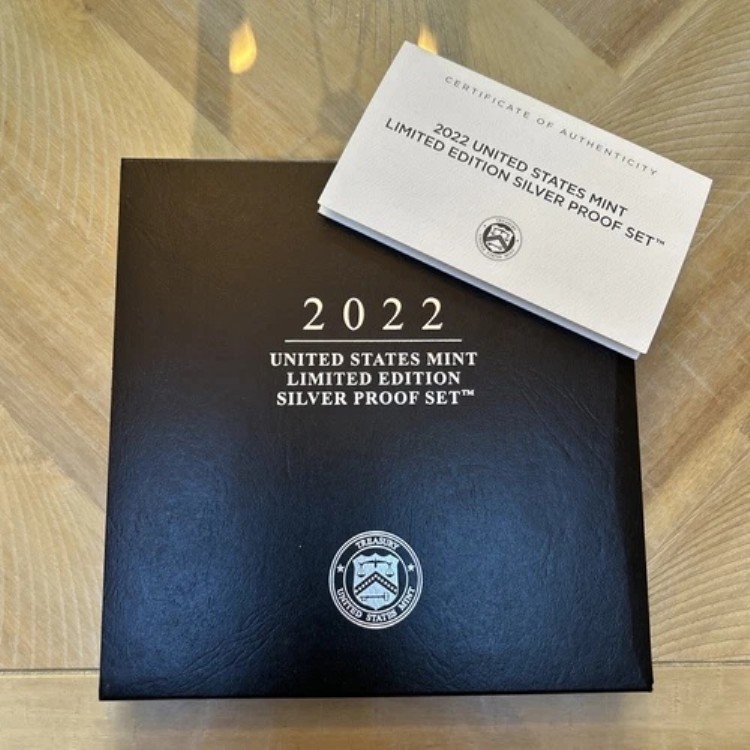 CERTIFICATE OF AUTHENTICITY
2022 UNITED STATES MINT
LIMITED EDITION SILVER PROOF SET™
2022
UNITED STATES MINT
LIMITED EDITION
SILVER PROOF SET™
TREASURY
UNITED STATES MINT